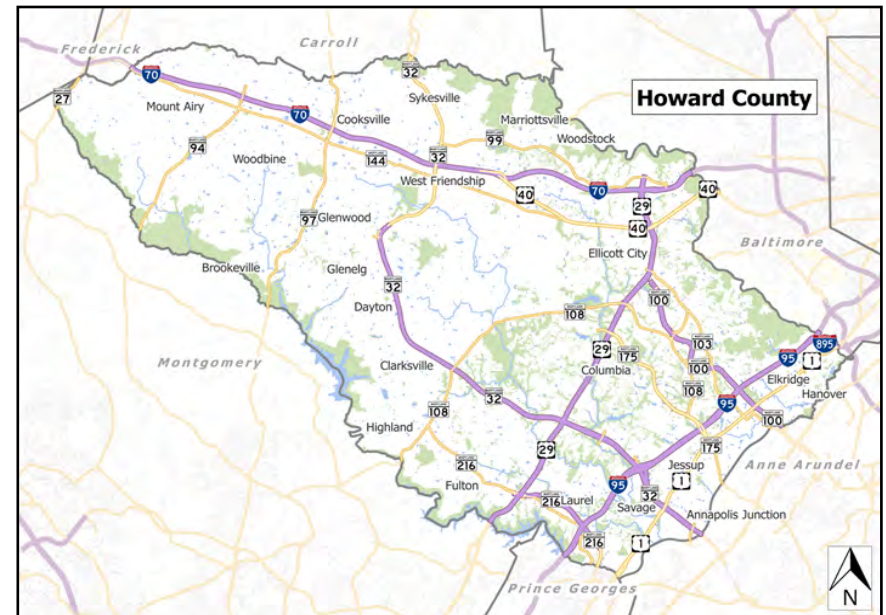 Frederick
Carroll
70
32
27
Mount Airy
70
Cooksville
Sykesville
Howard County
Marriottsville
94
Woodbine
144
32
99
Woodstock
West Friendship
40
70
29
40
97
Glenwood
40
Baltimore
Ellicott City
Brookeville
Glenelg
32
100
Dayton
108
103
895
Montgomery
29
175
95
1
Clarksville
Columbia
100
Elkridge
32
108
95
Hanover
108
100
Highland
29
175
216
Jessup
Anne Arundel
Fulton
95
1
216
Laurel
32
Savage
Annapolis Junction
216
1
Prince Georges
N